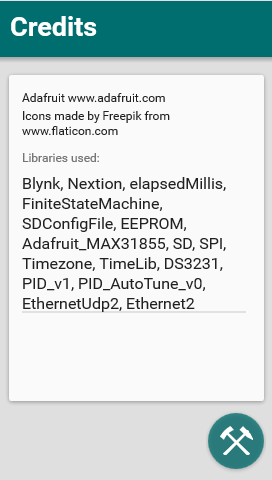 Credits
Adafruit www.adafruit.com
Icons made by Freepik from
www.flaticon.com
Libraries used:
Blynk, Nextion, elapsedMillis,
FiniteStateMachine,
SDConfigFile, EEPROM,
Adafruit_MAX31855, SD, SPI,
Timezone, TimeLib, DS3231,
PID_v1, PID_AutoTune_v0,
EthernetUdp2, Ethernet2